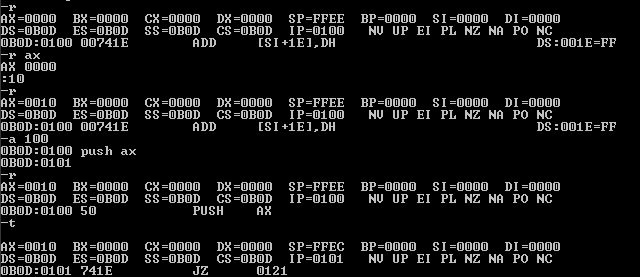 -r
AX=0000 BX=0000 CX=0000 DX=0000 SP=FFEE BP=0000 SI=0000 DI=0000
DS=0B0D ES=0B0D SS=0B0D CS=0B0D IP=0100 NV UP EI PL NZ NA PO NC
0B0D:0100 00741E ADD [SI+1E],DH DS:001E=FF
-r ax
AX 0000
:10
-r
AX=0010 BX=0000 CX=0000 DX=0000 SP=FFEE BP=0000 SI=0000 DI=0000
DS=0B0D ES=0B0D SS=0B0D CS=0B0D IP=0100 NV UP EI PL NZ NA PO NC
0B0D:0100 00741E ADD [SI+1E],DH DS:001E=FF
-a 100
0B0D:0100 push ax
0B0D:0101
-r
AX=0010 BX=0000 CX=0000 DX=0000 SP=FFEE BP=0000 SI=0000 DI=0000
DS=0B0D ES=0B0D SS=0B0D CS=0B0D IP=0100 NV UP EI PL NZ NA PO NC
0B0D:0100 50 PUSH AX
-t
AX=0010 BX=0000 CX=0000 DX=0000 SP=FFEC BP=0000 SI=0000 DI=0000
DS=0B0D ES=0B0D SS=0B0D CS=0B0D IP=0101 NV UP EI PL NZ NA PO NC
0B0D:0101 741E JZ 0121